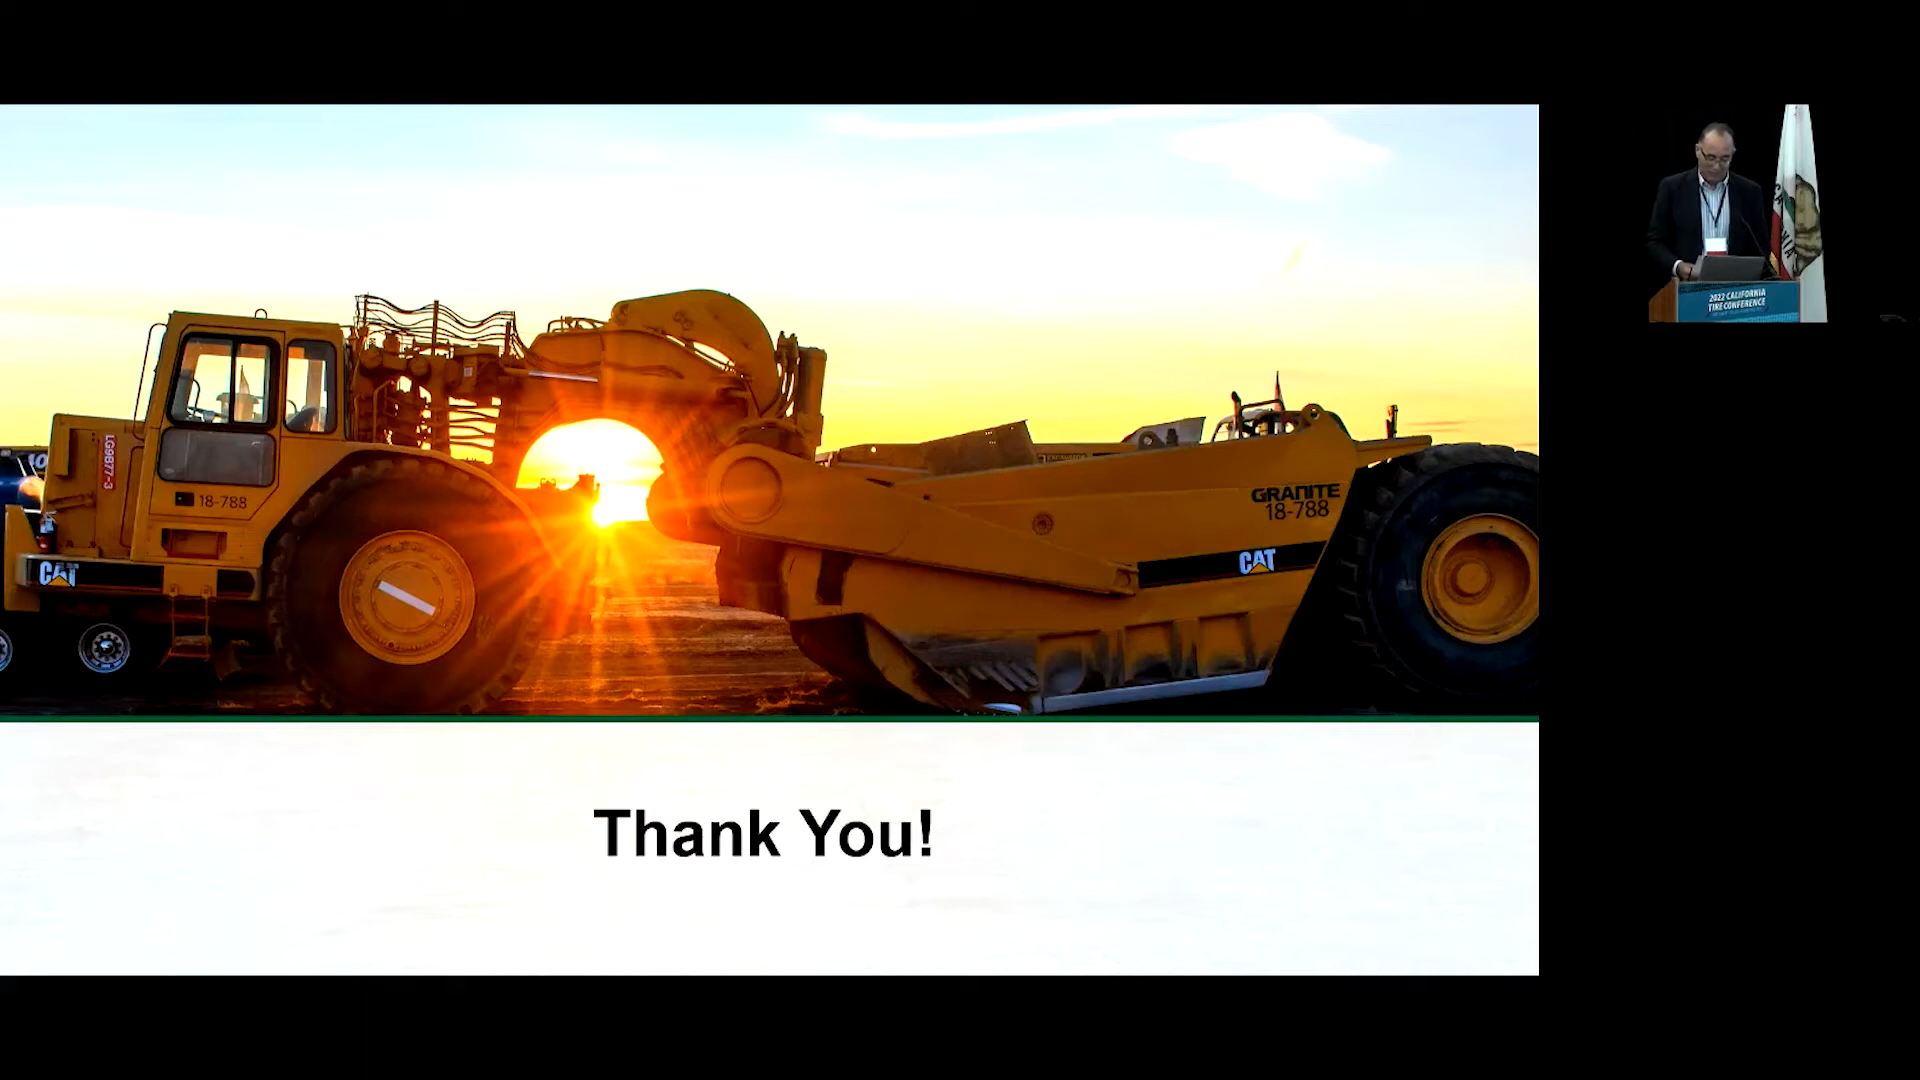 LG9877-3
18-788
CAT
GRANITE
18-788
CAT
Thank You!
2022 CALIFORNIA
TIRE CONFERENCE